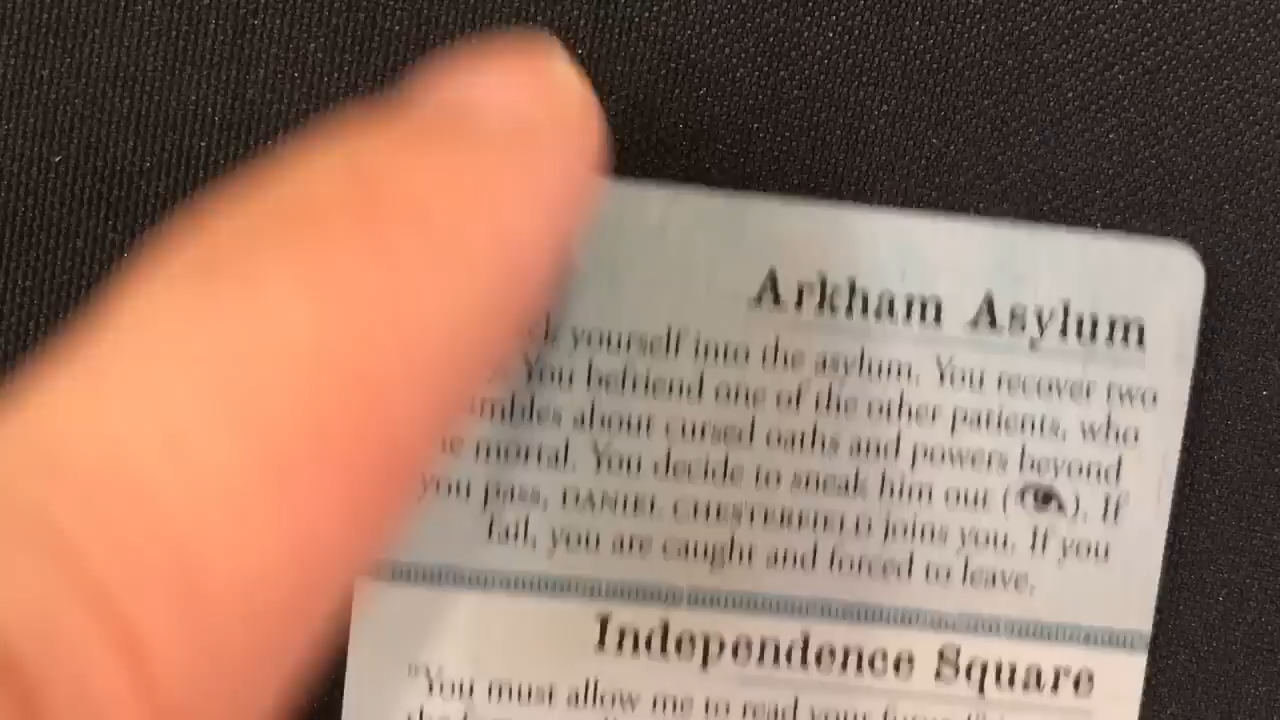 Arkham Asylum
yourself into the asylum. You recover two
You befriend one of the other patients, who
about cursed oaths and powers beyond
mortal. You decide to sneak him out ( ). If
you pass, DANIEL CHESTERFIELD joins you. If you
fail, you are caught and forced to leave.
Independence Square
"You must allow me to read your